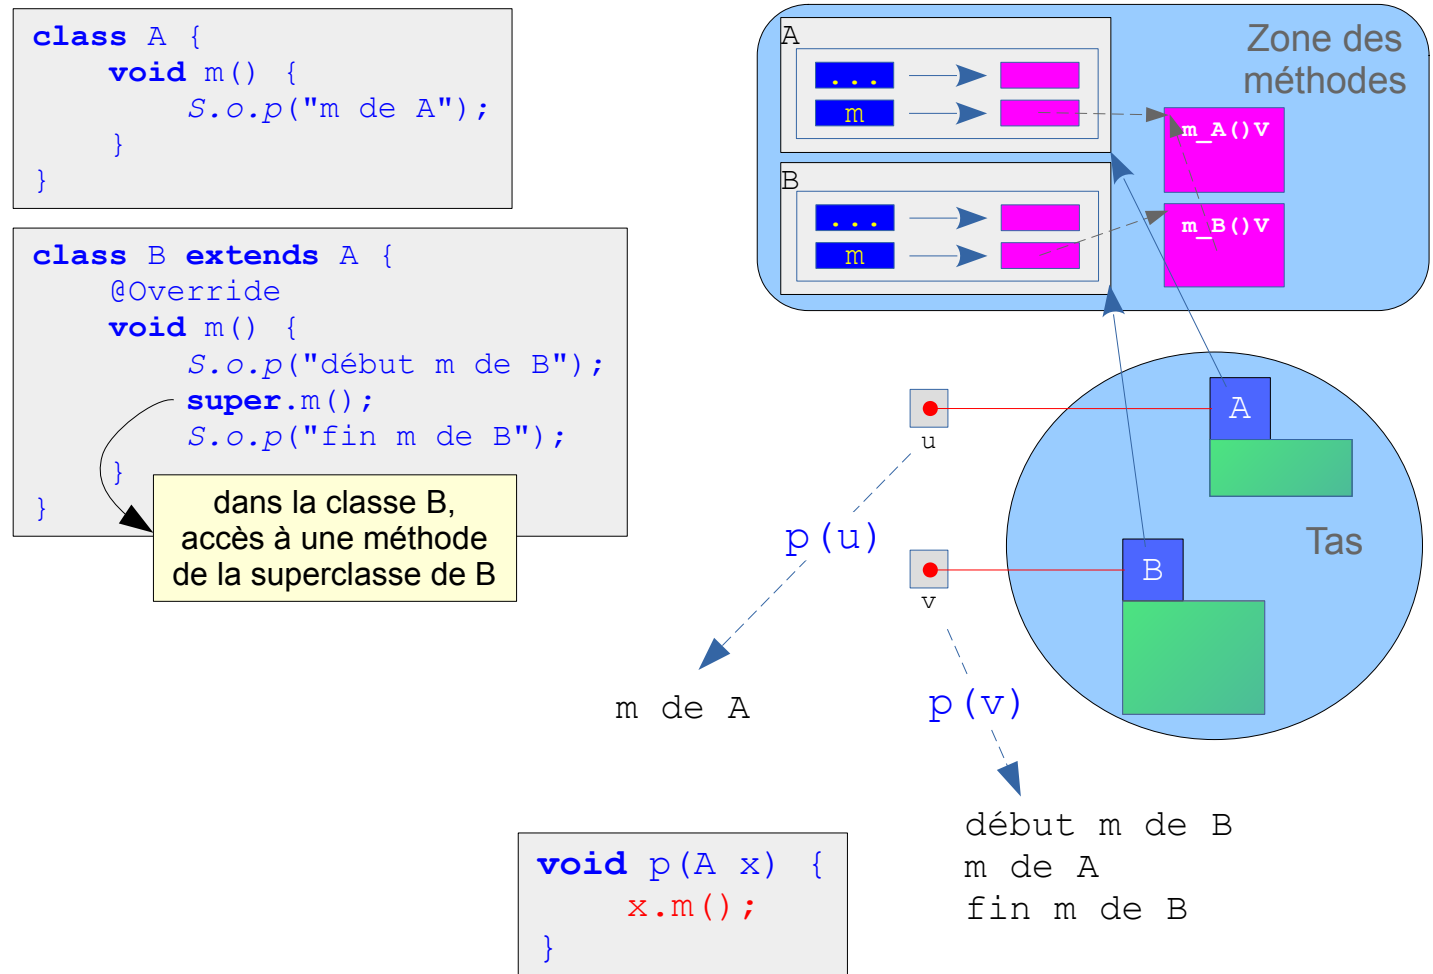 class A {
void m() {
S.o.p("m de A");
}
}
class B extends A {
@Override
void m() {
S.o.p("début m de B");
super.m();
S.o.p("fin m de B");
}
}
dans la classe B,
accès à une méthode
de la superclasse de B
Zone des
méthodes
A
...
m
m_A()V
B
...
m
m_B()V
u
A
p(u)
Tas
v
B
m de A
p(v)
début m de B
m de A
fin m de B
void p(A x) {
x.m();
}